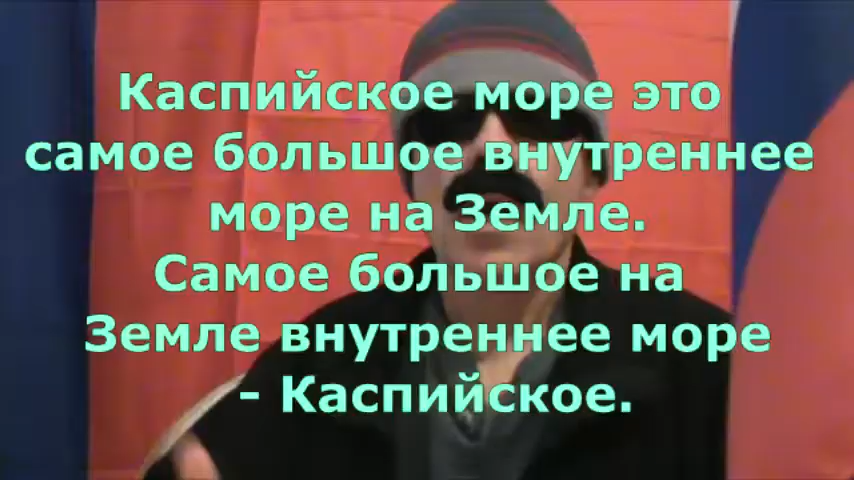 Каспийское море это
самое большое внутреннее
море на Земле.
Самое большое на
Земле внутреннее море
- Каспийское.